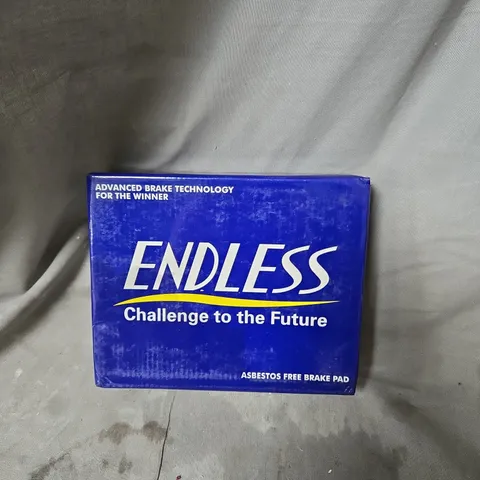 ADVANCED BRAKE TECHNOLOGY
FOR THE WINNER
ENDLESS
Challenge to the Future
ASBESTOS FREE BRAKE PAD